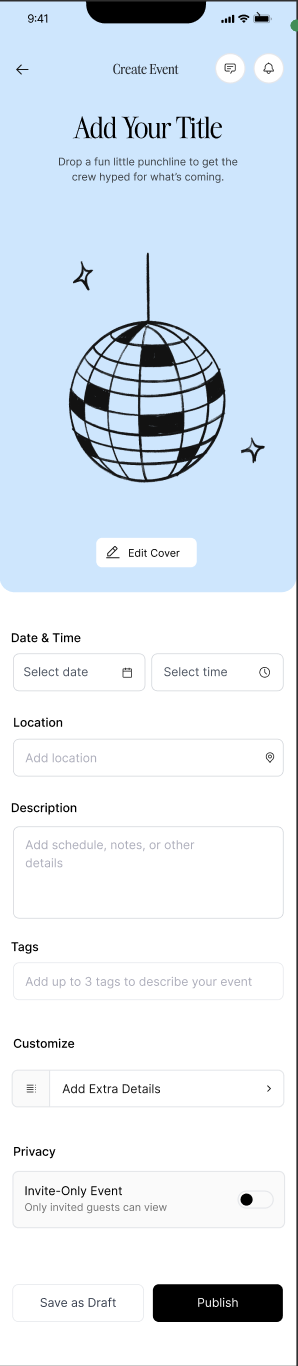 9:41
Create Event
Add Your Title
Drop a fun little punchline to get the
crew hyped for what's coming.
Edit Cover
Date & Time
Select date
Select time
Location
Add location
Description
Add schedule, notes, or other
details
Tags
Add up to 3 tags to describe your event
Customize
Add Extra Details
Privacy
Invite-Only Event
Only invited guests can view
Save as Draft
Publish